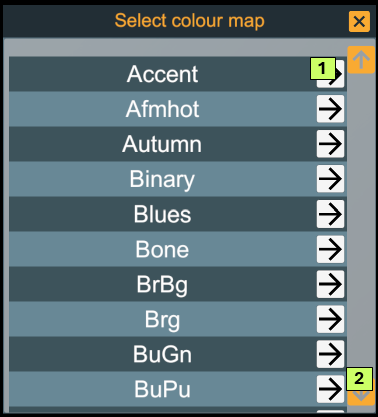 Select colour map
1
Accent
Afmhot
Autumn
Binary
Blues
Bone
BrBg
Brg
BuGn
2
BuPu